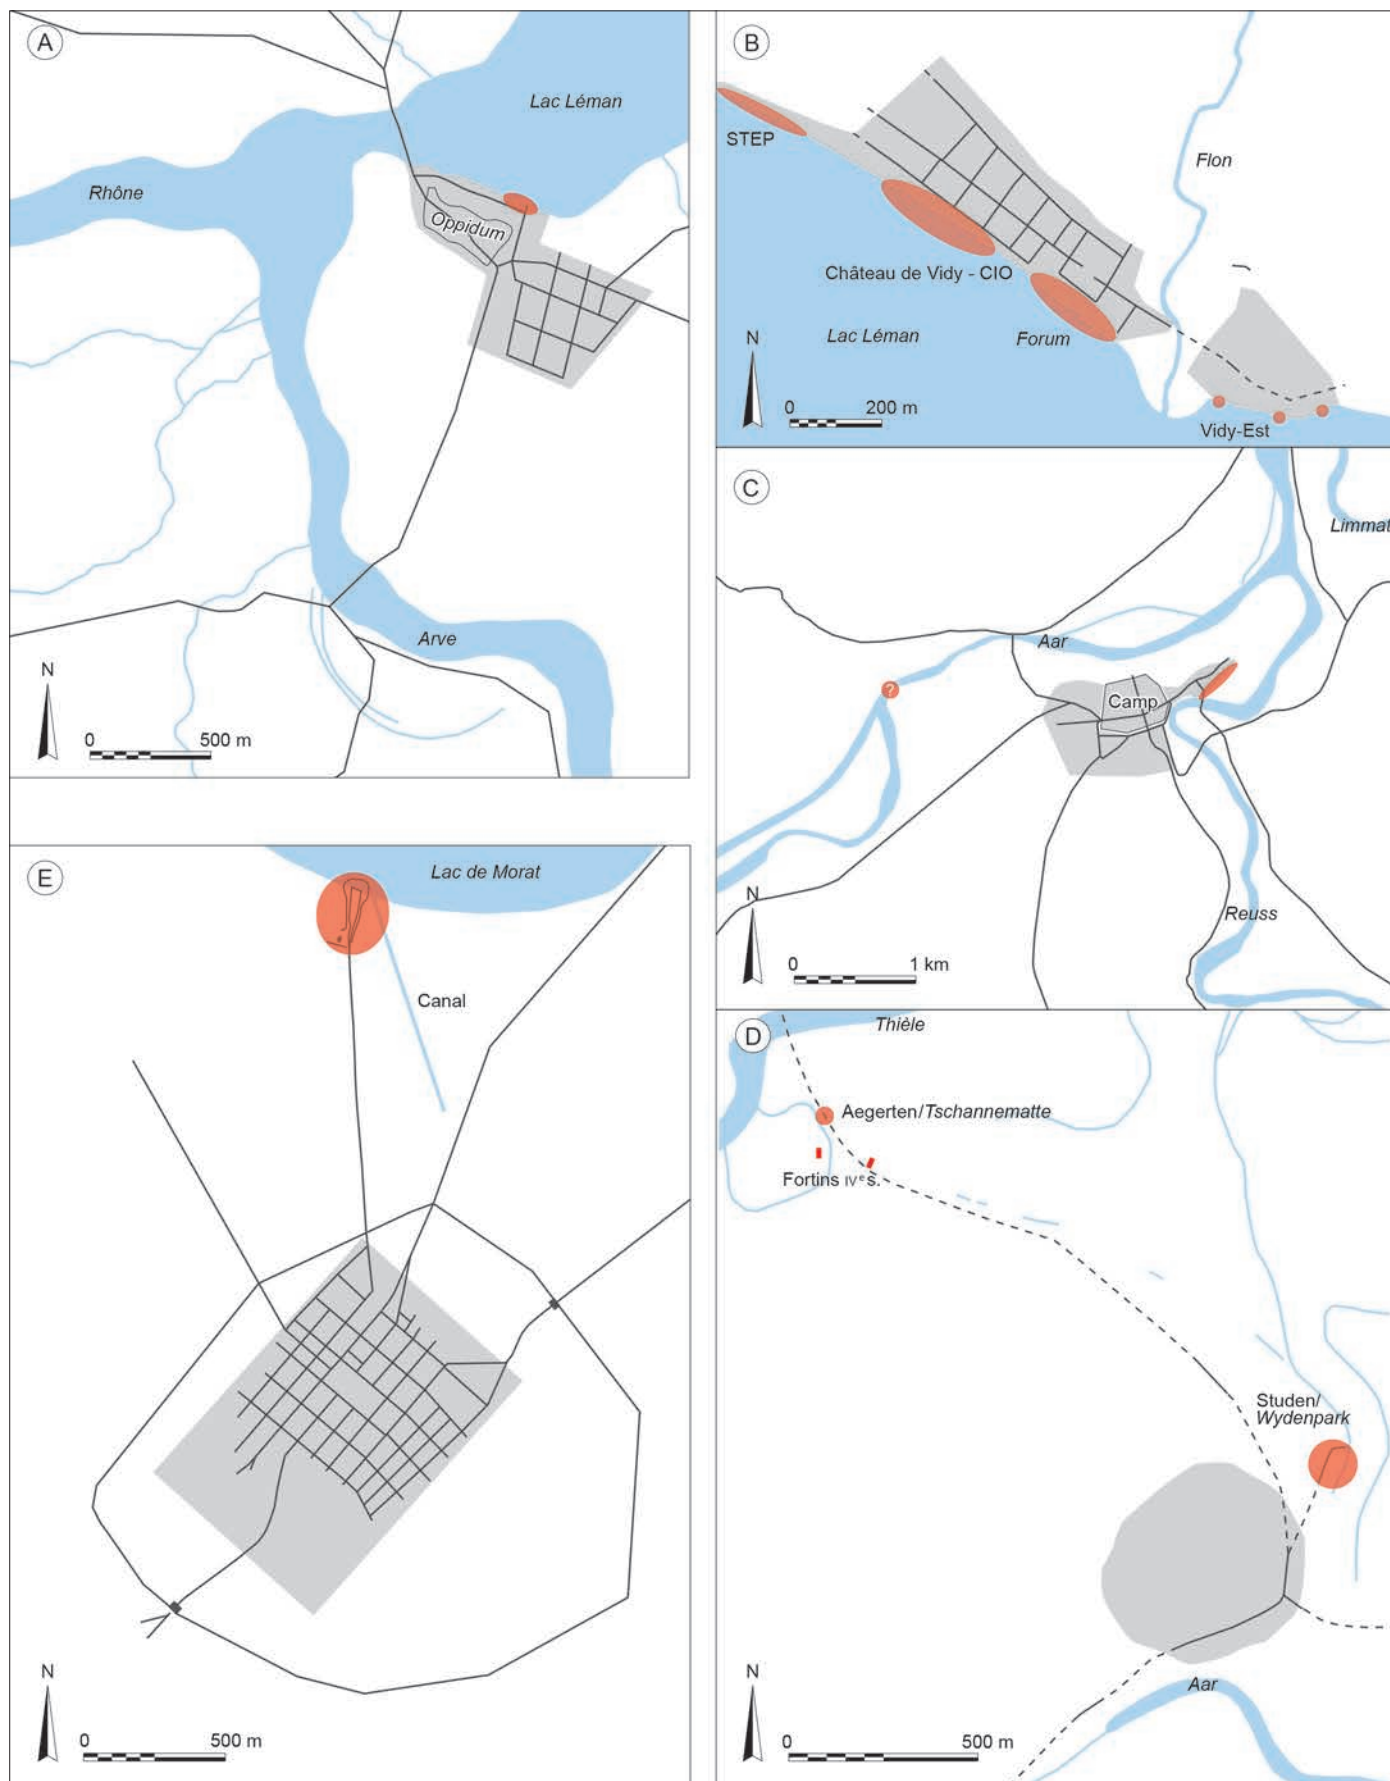 A
Lac Léman
Rhône
Oppidum
Arve
N
0 500 m
B
STEP
Flon
Château de Vidy - CIO
Lac Léman
Forum
N
0 200 m
Vidy-Est
C
Limmat
Aar
?
Camp
N
Reuss
0 1 km
D
Thièle
Aegerten/Tschannematte
Fortins IVe s.
Studen/
Wydenpark
N
Aar
0 500 m
E
Lac de Morat
Canal
N
0 500 m